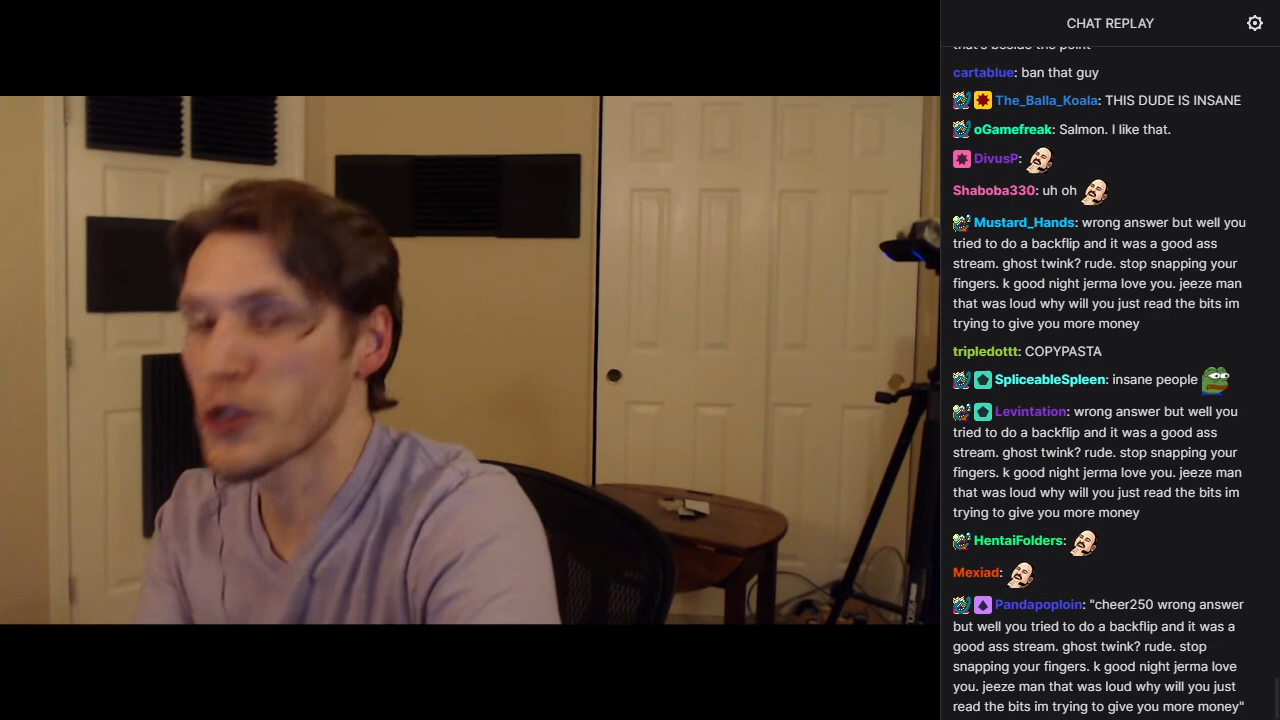 CHAT REPLAY
that's beside the point
cartablue: ban that guy
The_Balla_Koala: THIS DUDE IS INSANE
oGamefreak: Salmon. I like that.
DivusP:
Shaboba330: uh oh
Mustard_Hands: wrong answer but well you
tried to do a backflip and it was a good ass
stream. ghost twink? rude. stop snapping your
fingers. k good night jerma love you. jeeze man
that was loud why will you just read the bits im
trying to give you more money
tripledottt: COPYPASTA
SpliceableSpleen: insane people
Levintation: wrong answer but well you
tried to do a backflip and it was a good ass
stream. ghost twink? rude. stop snapping your
fingers. k good night jerma love you. jeeze man
that was loud why will you just read the bits im
trying to give you more money
HentaiFolders:
Mexiad:
Pandapoploin: "cheer250 wrong answer
but well you tried to do a backflip and it was a
good ass stream. ghost twink? rude. stop
snapping your fingers. k good night jerma love
you. jeeze man that was loud why will you just
read the bits im trying to give you more money"